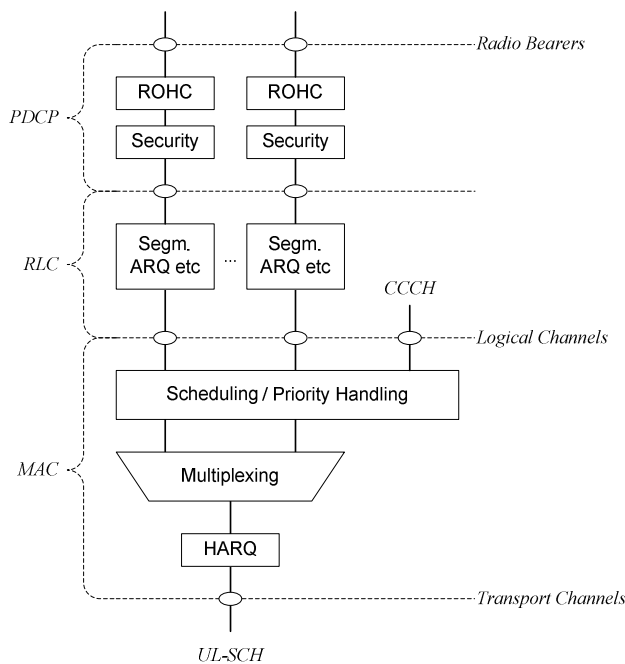 Radio Bearers
ROHC ROHC
PDCP
Security Security
Segm. ARQ etc ... Segm. ARQ etc
RLC
CCCH
Logical Channels
Scheduling / Priority Handling
MAC
Multiplexing
HARQ
Transport Channels
UL-SCH